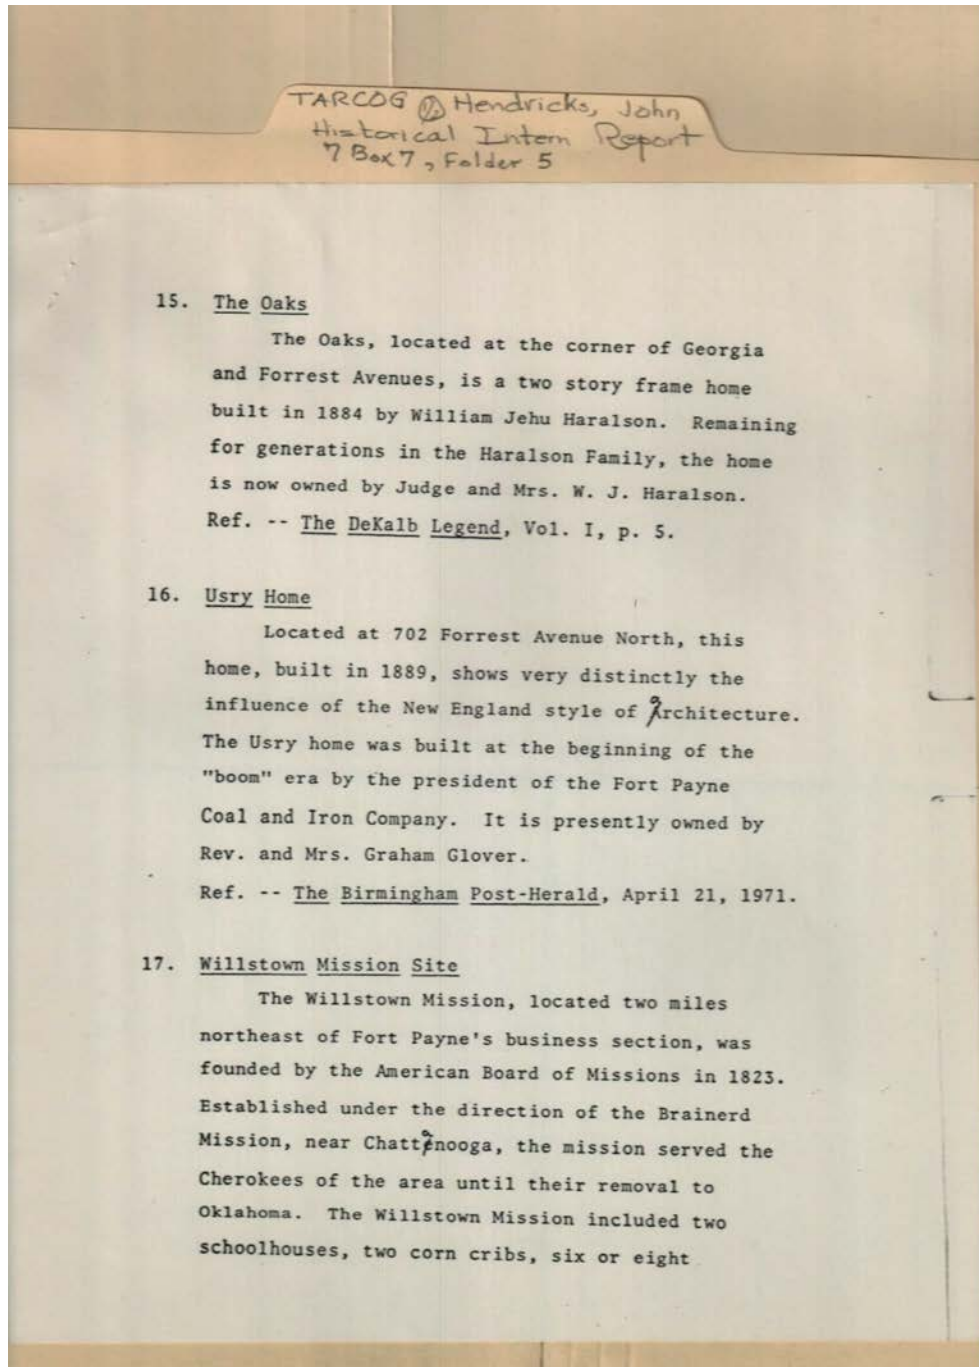 TARCOG Hendricks, John
Historical Intern Report
7 Box 7, Folder 5
15. The Oaks
The Oaks, located at the corner of Georgia
and Forrest Avenues, is a two story frame home
built in 1884 by William Jehu Haralson. Remaining
for generations in the Haralson Family, the home
is now owned by Judge and Mrs. W. J. Haralson.
Ref. -- The DeKalb Legend, Vol. I, p. 5.
16. Usry Home
Located at 702 Forrest Avenue North, this
home, built in 1889, shows very distinctly the
influence of the New England style of architecture.
The Usry home was built at the beginning of the
"boom" era by the president of the Fort Payne
Coal and Iron Company. It is presently owned by
Rev. and Mrs. Graham Glover.
Ref. -- The Birmingham Post-Herald, April 21, 1971.
17. Willstown Mission Site
The Willstown Mission, located two miles
northeast of Fort Payne's business section, was
founded by the American Board of Missions in 1823.
Established under the direction of the Brainerd
Mission, near Chattanooga, the mission served the
Cherokees of the area until their removal to
Oklahoma. The Willstown Mission included two
schoolhouses, two corn cribs, six or eight